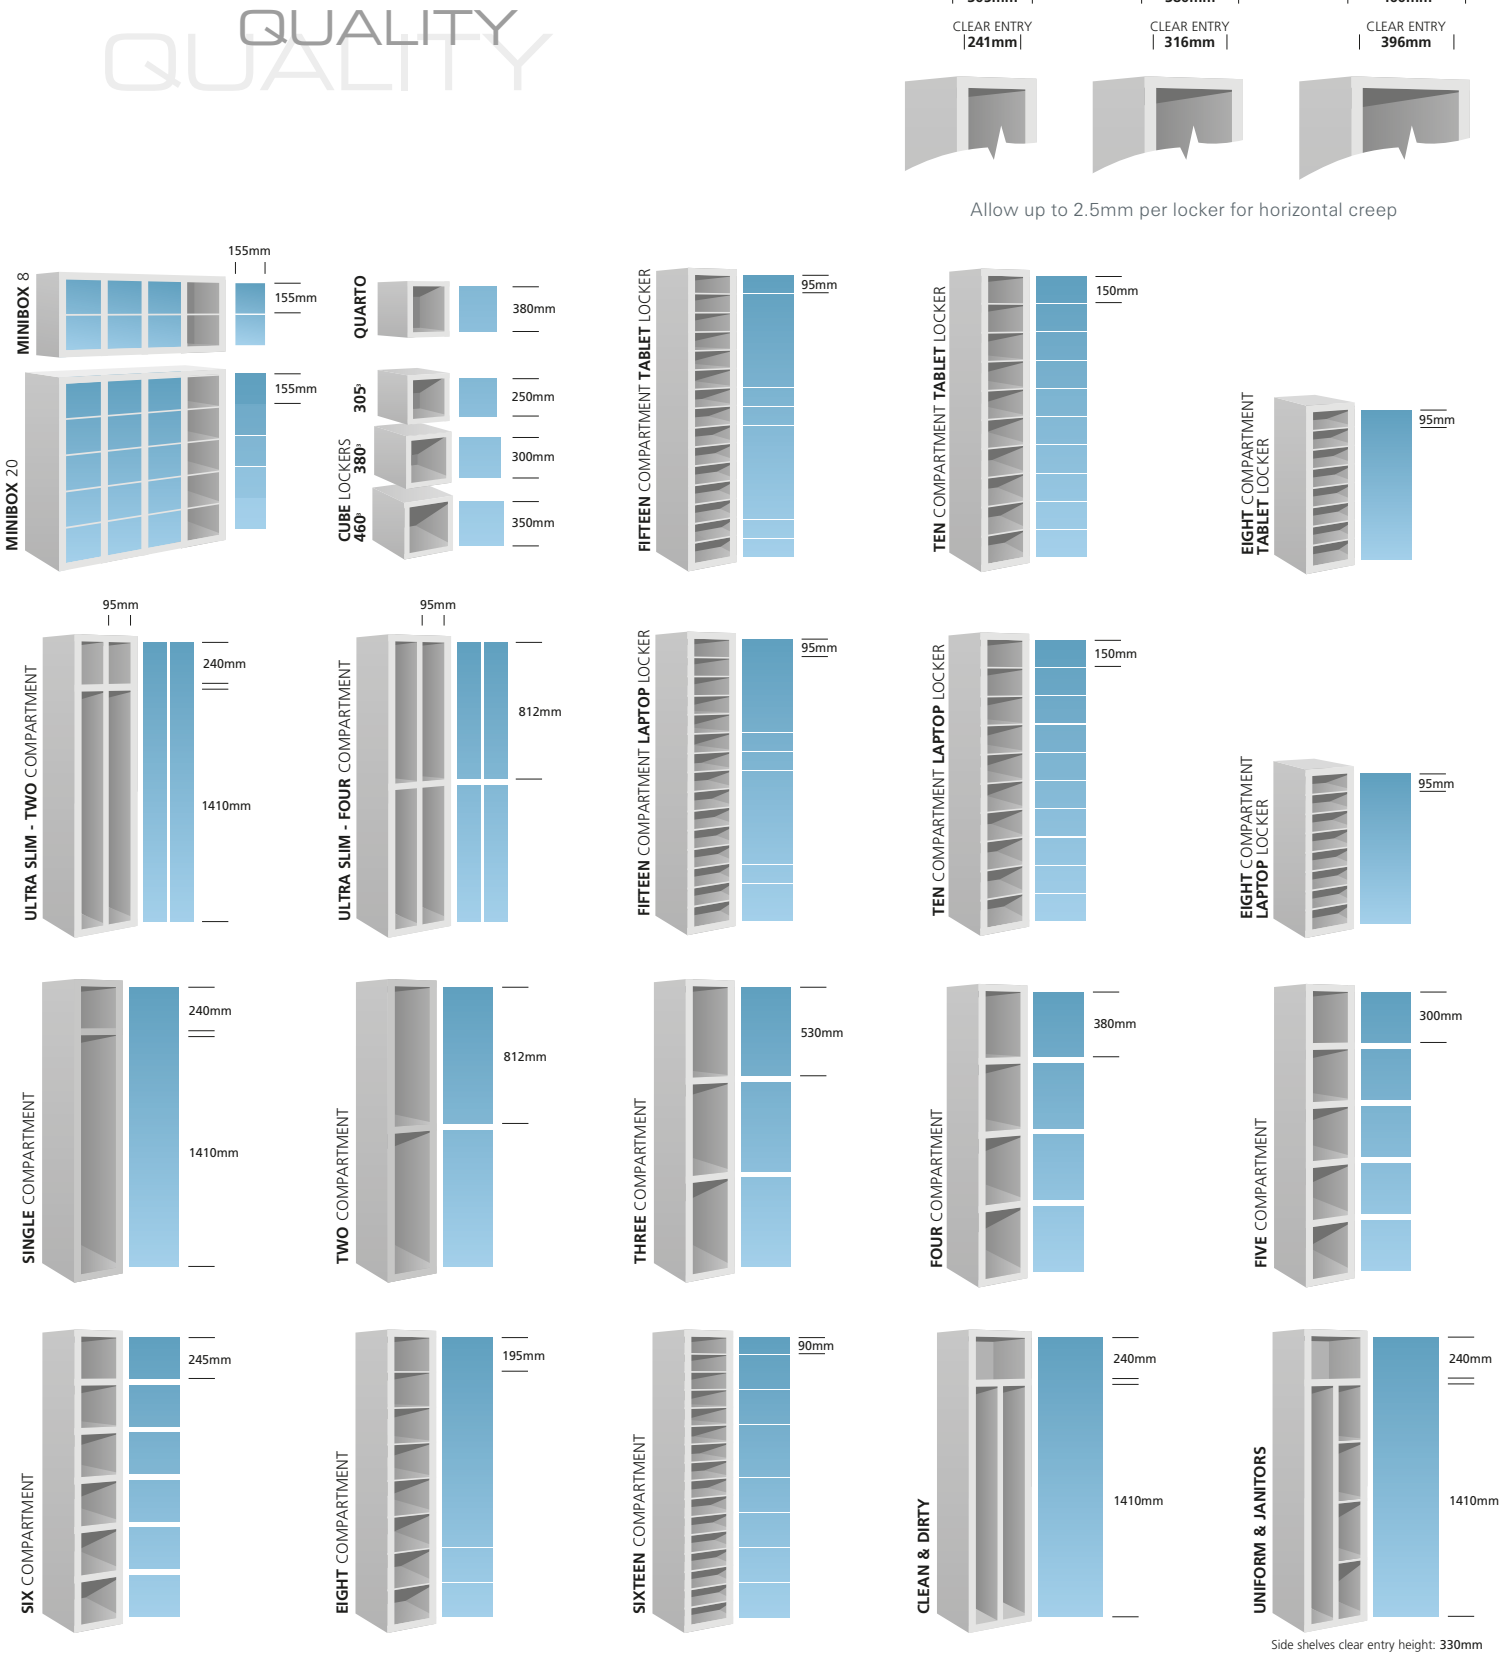 QUALITY
QUALITY
305mm
380mm
460mm
CLEAR ENTRY
241mm
CLEAR ENTRY
316mm
CLEAR ENTRY
396mm
Allow up to 2.5mm per locker for horizontal creep
MINIBOX 8
155mm
155mm
MINIBOX 20
155mm
QUARTO
380mm
CUBE LOCKERS
305³
250mm
380³
300mm
460³
350mm
FIFTEEN COMPARTMENT TABLET LOCKER
95mm
TEN COMPARTMENT TABLET LOCKER
150mm
EIGHT COMPARTMENT
TABLET LOCKER
95mm
ULTRA SLIM - TWO COMPARTMENT
95mm
240mm
1410mm
ULTRA SLIM - FOUR COMPARTMENT
95mm
812mm
FIFTEEN COMPARTMENT LAPTOP LOCKER
95mm
TEN COMPARTMENT LAPTOP LOCKER
150mm
EIGHT COMPARTMENT
LAPTOP LOCKER
95mm
SINGLE COMPARTMENT
240mm
1410mm
TWO COMPARTMENT
812mm
THREE COMPARTMENT
530mm
FOUR COMPARTMENT
380mm
FIVE COMPARTMENT
300mm
SIX COMPARTMENT
245mm
EIGHT COMPARTMENT
195mm
SIXTEEN COMPARTMENT
90mm
CLEAN & DIRTY
240mm
1410mm
UNIFORM & JANITORS
240mm
1410mm
Side shelves clear entry height: 330mm